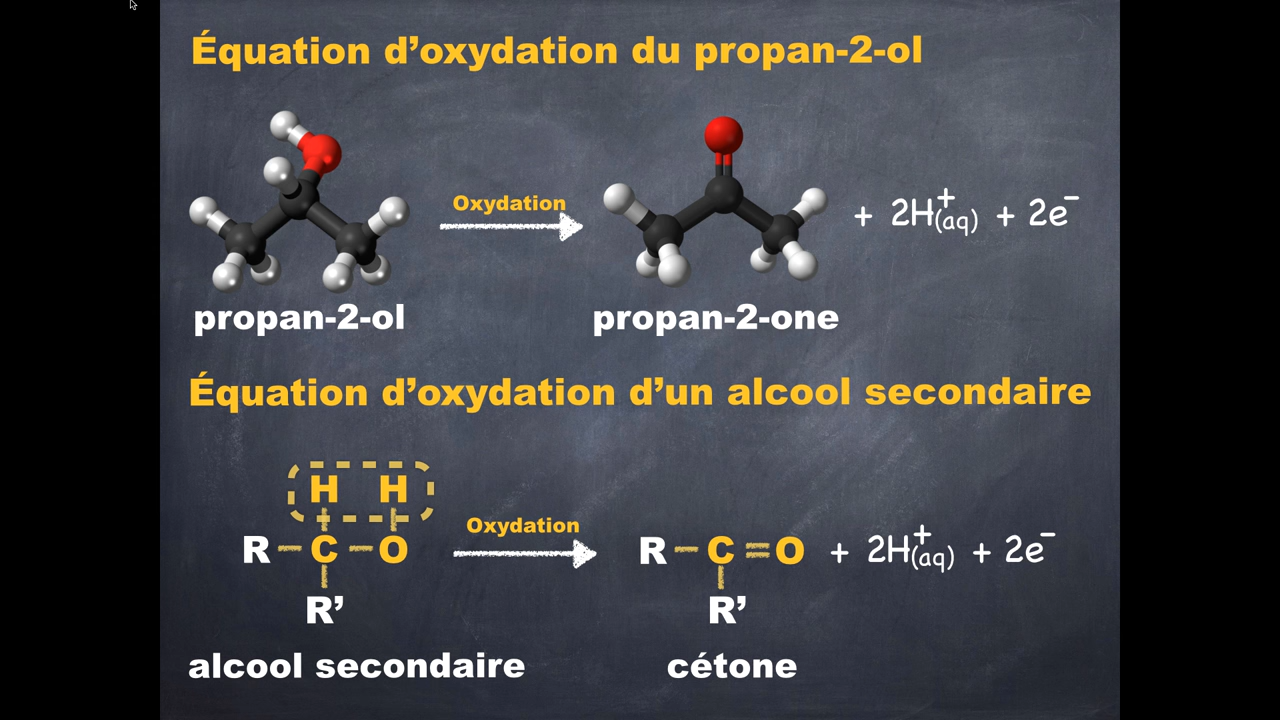 Équation d’oxydation du propan-2-ol
Oxydation
+ 2H+(aq) + 2e−
propan-2-ol
propan-2-one
Équation d’oxydation d’un alcool secondaire
H H
Oxydation
R – C – O
R – C = O + 2H+(aq) + 2e−
R’
R’
alcool secondaire
cétone